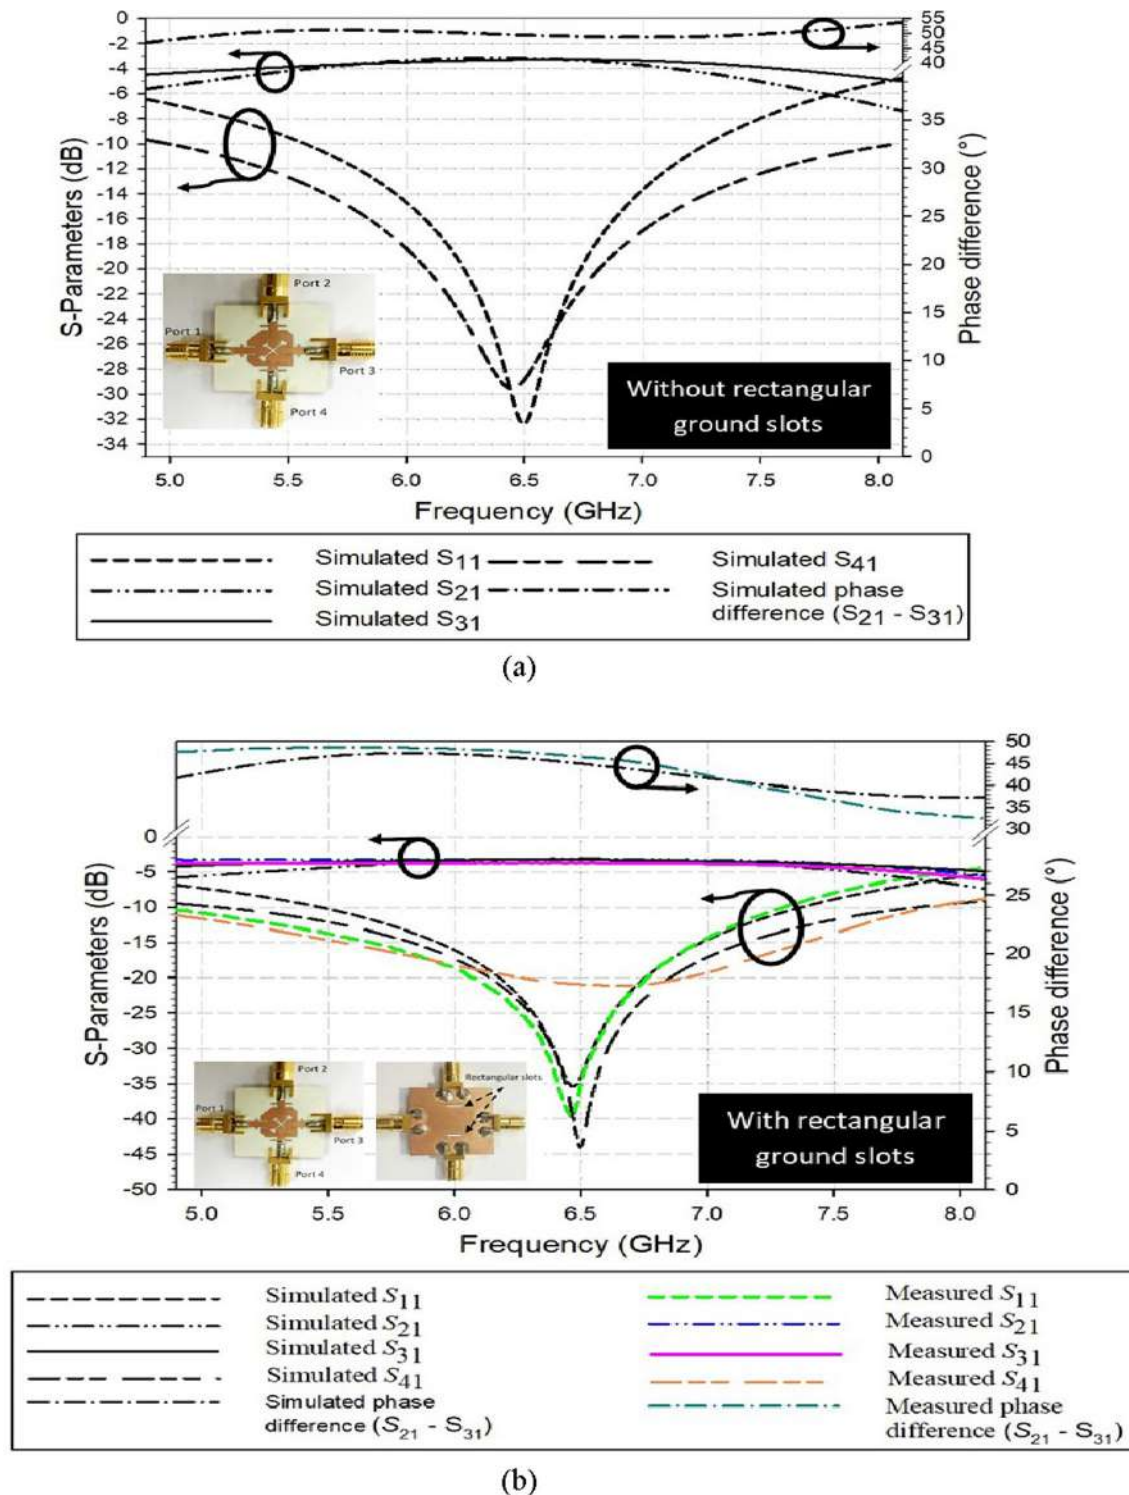 0
-2
-4
-6
-8
-10
-12
-14
-16
-18
-20
-22
-24
-26
-28
-30
-32
-34
S-Parameters (dB)
55
50
45
40
35
30
25
20
15
10
5
0
Phase difference (°)
Port 2
Port 1
Port 3
Port 4
Without rectangular
ground slots
5.0 5.5 6.0 6.5 7.0 7.5 8.0
Frequency (GHz)
Simulated S11 Simulated S41
Simulated S21 Simulated phase
difference (S21 - S31)
Simulated S31
(a)
0
-5
-10
-15
-20
-25
-30
-35
-40
-45
-50
S-Parameters (dB)
50
45
40
35
30
25
20
15
10
5
0
Phase difference (°)
Port 2
Port 1
Port 3
Port 4
Rectangular slots
With rectangular
ground slots
5.0 5.5 6.0 6.5 7.0 7.5 8.0
Frequency (GHz)
Simulated S11 Measured S11
Simulated S21 Measured S21
Simulated S31 Measured S31
Simulated S41 Measured S41
Simulated phase Measured phase
difference (S21 - S31) difference (S21 - S31)
(b)